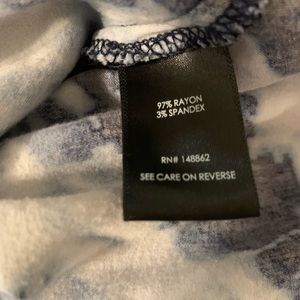 97% RAYON
3% SPANDEX
RN# 148862
SEE CARE ON REVERSE